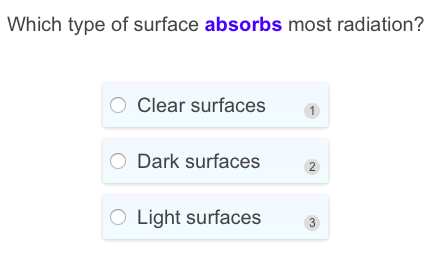 Which type of surface absorbs most radiation?
Clear surfaces 1
Dark surfaces 2
Light surfaces 3